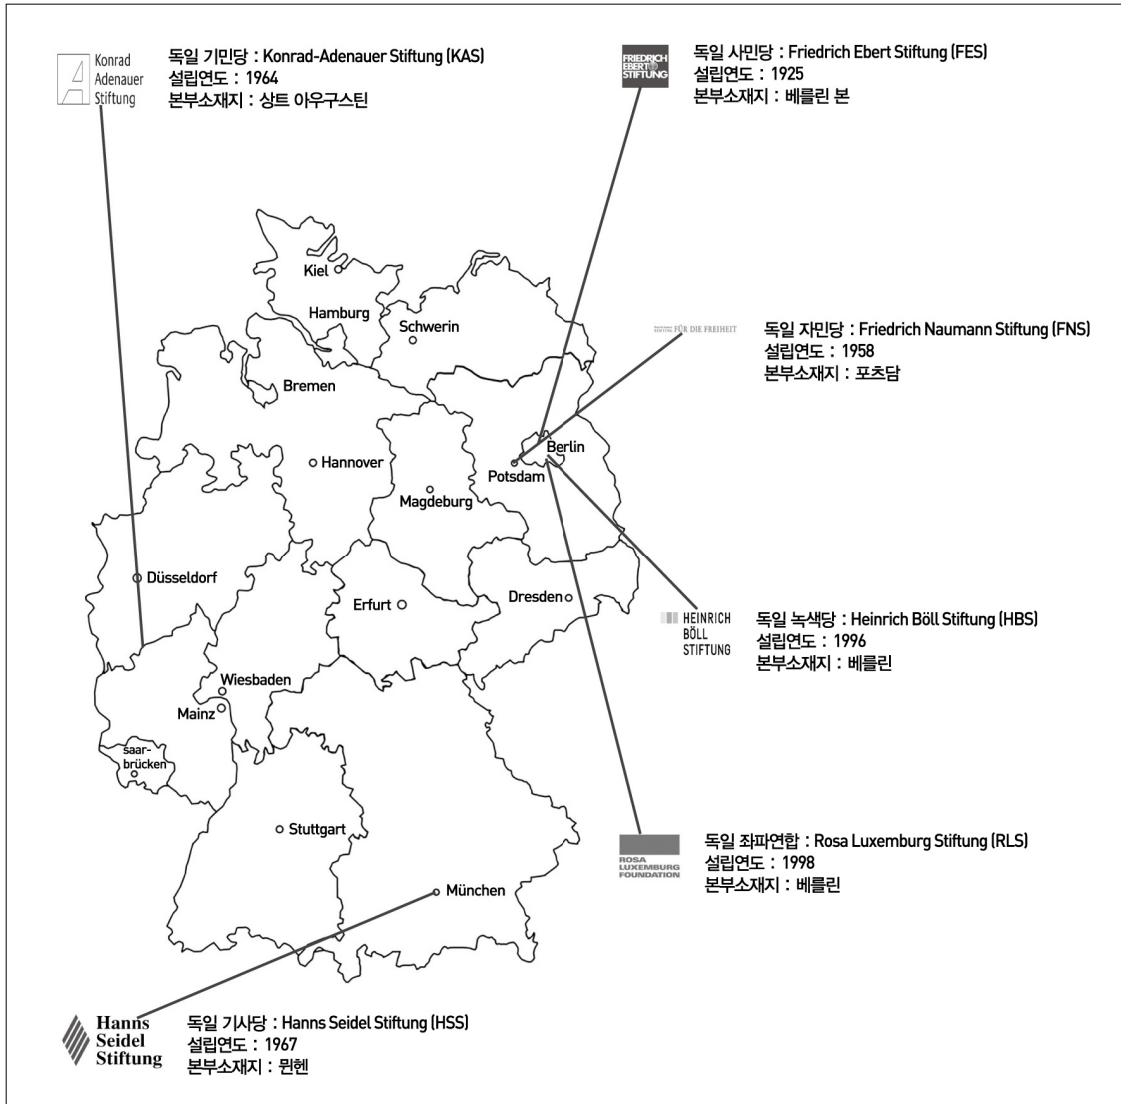 Konrad
Adenauer
Stiftung
독일 기민당 : Konrad-Adenauer Stiftung (KAS)
설립연도 : 1964
본부소재지 : 상트 아우구스틴
FRIEDRICH
EBERT
STIFTUNG
독일 사민당 : Friedrich Ebert Stiftung (FES)
설립연도 : 1925
본부소재지 : 베를린 본
Kiel
Hamburg
Schwerin
STIFTUNG FÜR DIE FREIHEIT
독일 자민당 : Friedrich Naumann Stiftung (FNS)
설립연도 : 1958
본부소재지 : 포츠담
Bremen
Berlin
Hannover
Potsdam
Magdeburg
Düsseldorf
Erfurt
Dresden
HEINRICH
BÖLL
STIFTUNG
독일 녹색당 : Heinrich Böll Stiftung (HBS)
설립연도 : 1996
본부소재지 : 베를린
Wiesbaden
Mainz
saar-
brücken
Stuttgart
ROSA
LUXEMBURG
FOUNDATION
독일 좌파연합 : Rosa Luxemburg Stiftung (RLS)
설립연도 : 1998
본부소재지 : 베를린
München
Hanns
Seidel
Stiftung
독일 기사당 : Hanns Seidel Stiftung (HSS)
설립연도 : 1967
본부소재지 : 뮌헨